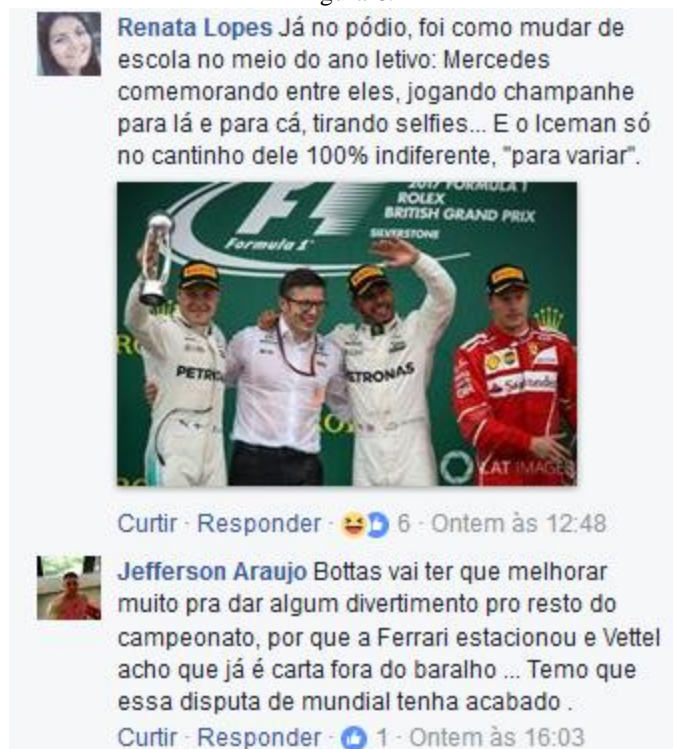 Renata Lopes Já no pódio, foi como mudar de
escola no meio do ano letivo: Mercedes
comemorando entre eles, jogando champanhe
para lá e para cá, tirando selfies... E o Iceman só
no cantinho dele 100% indiferente, "para variar".
2017 FORMULA 1
ROLEX
BRITISH GRAND PRIX
SILVERSTONE
F1
Formula 1
PETRONAS
Santander
LAT IMAGES
Curtir · Responder · 6 · Ontem às 12:48
Jefferson Araujo Bottas vai ter que melhorar
muito pra dar algum divertimento pro resto do
campeonato, por que a Ferrari estacionou e Vettel
acho que já é carta fora do baralho ... Temo que
essa disputa de mundial tenha acabado .
Curtir · Responder · 1 · Ontem às 16:03